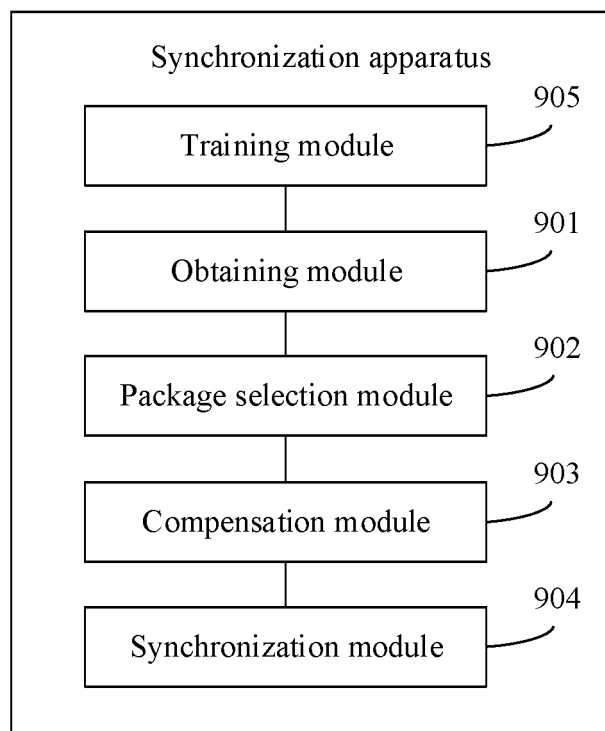 Synchronization apparatus
905
Training module
901
Obtaining module
902
Package selection module
903
Compensation module
904
Synchronization module